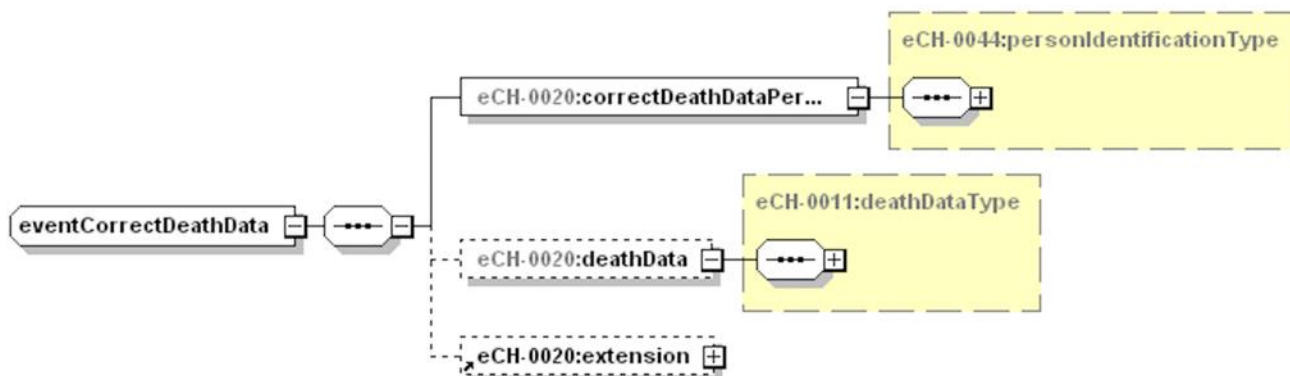 eCH-0044:personIdentificationType
eCH-0020:correctDeathDataPer...
eCH-0011:deathDataType
eventCorrectDeathData
eCH-0020:deathData
eCH-0020:extension